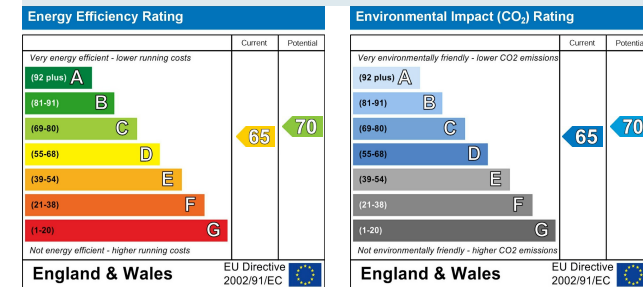 Energy Efficiency Rating
Current Potential
Very energy efficient - lower running costs
(92 plus) A
(81-91) B
(69-80) C
(55-68) D
(39-54) E
(21-38) F
(1-20) G
65
70
Not energy efficient - higher running costs
England & Wales
EU Directive
2002/91/EC
Environmental Impact (CO₂) Rating
Current Potential
Very environmentally friendly - lower CO2 emissions
(92 plus) A
(81-91) B
(69-80) C
(55-68) D
(39-54) E
(21-38) F
(1-20) G
65
70
Not environmentally friendly - higher CO2 emissions
England & Wales
EU Directive
2002/91/EC